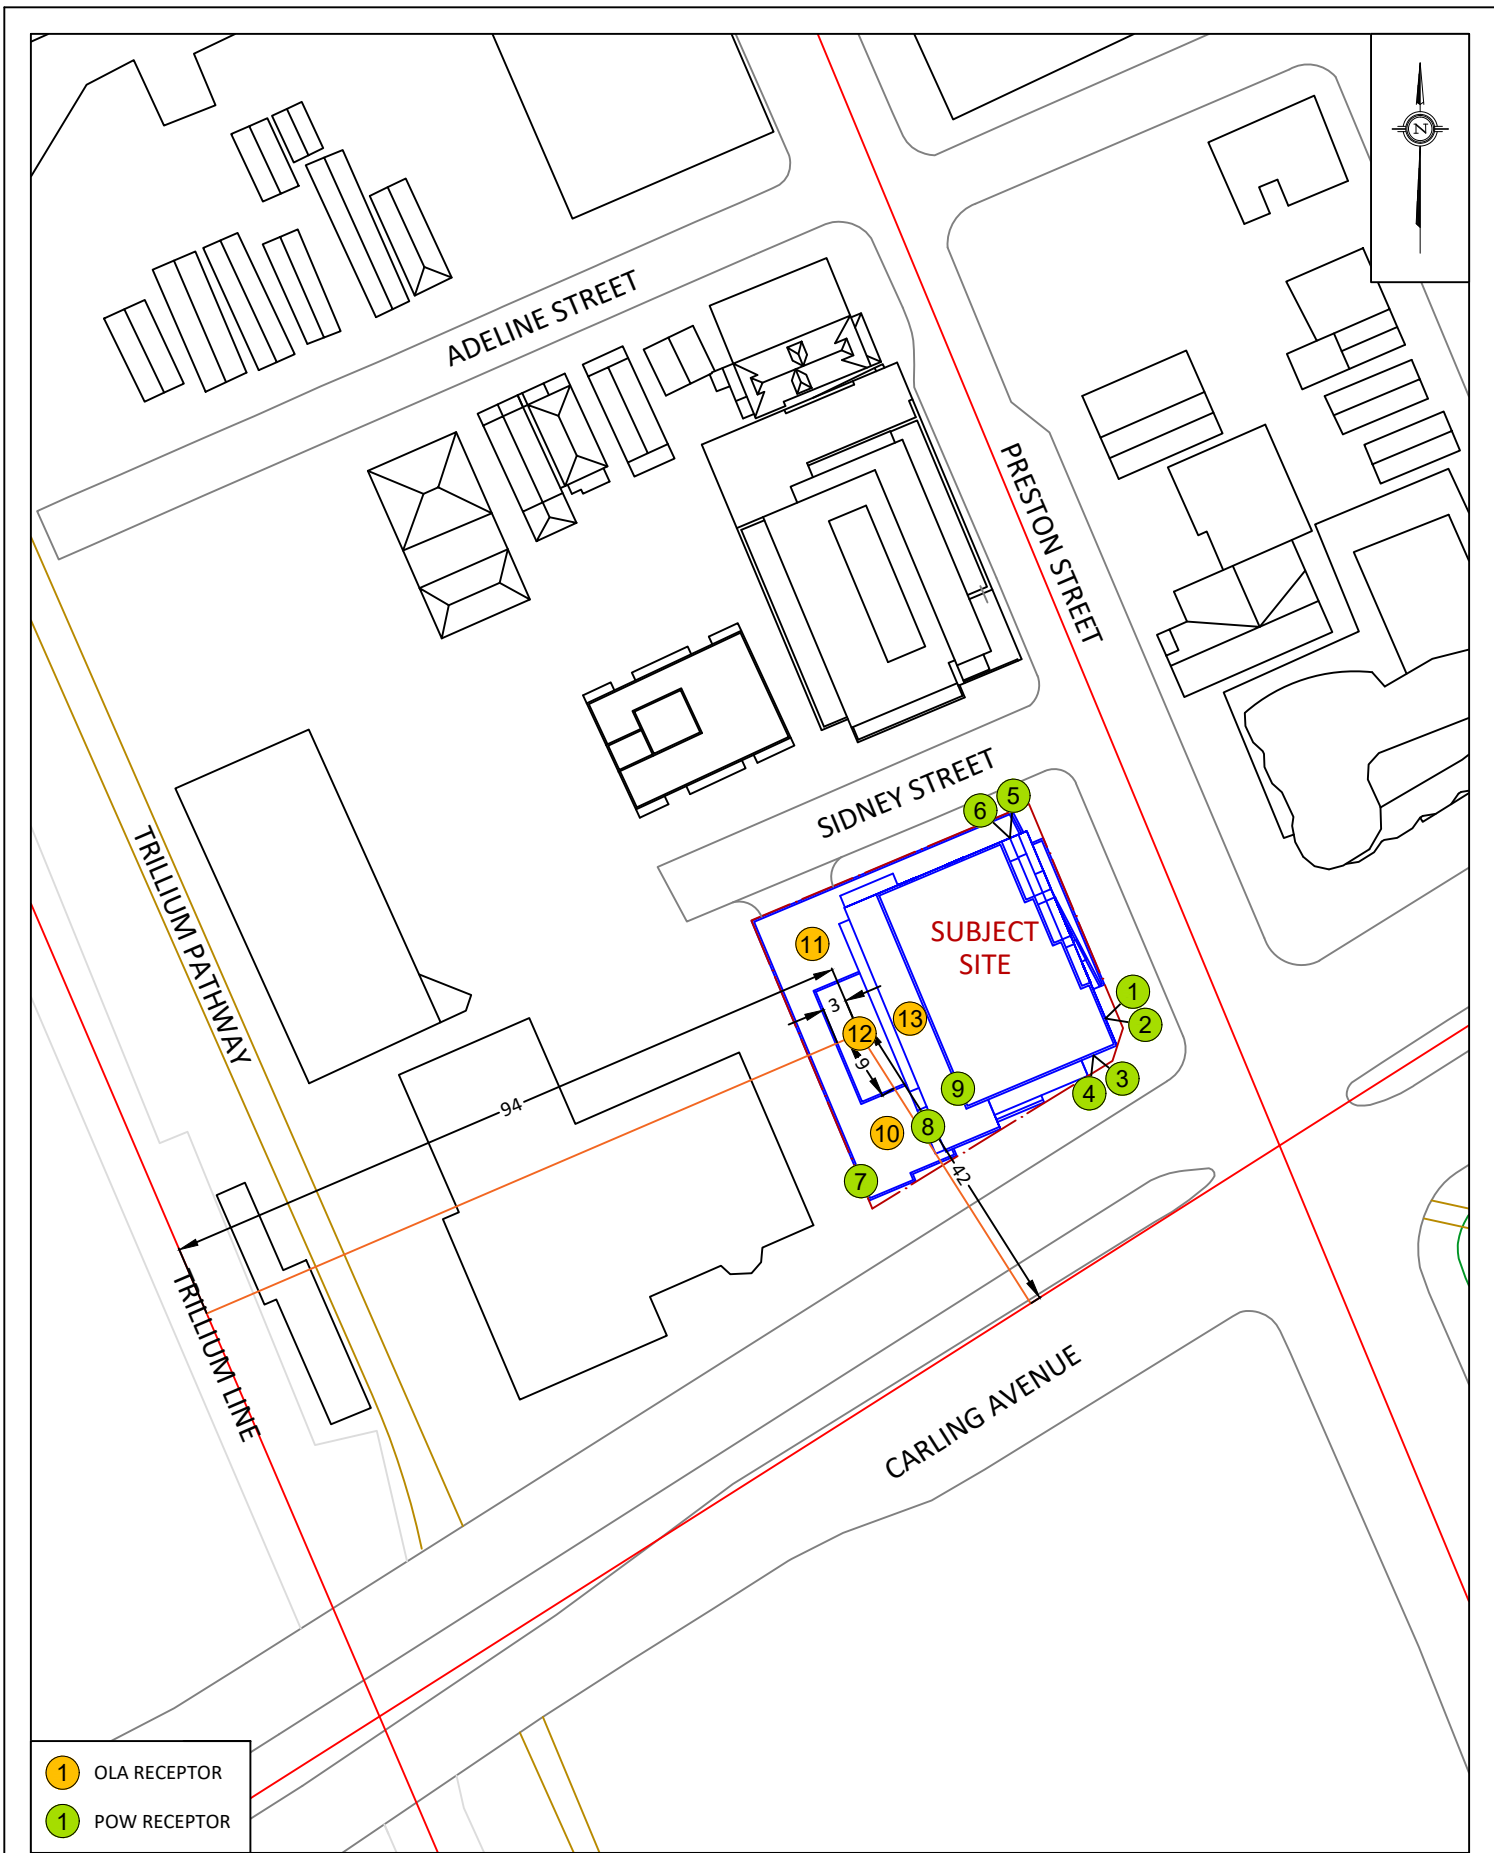 N
ADELINE STREET
PRESTON STREET
SIDNEY STREET
TRILLIUM PATHWAY
5
6
SUBJECT
SITE
11
1
2
3
13
12
9
3
4
9
94
8
10
7
42
TRILLIUM LINE
CARLING AVENUE
1 OLA RECEPTOR
1 POW RECEPTOR